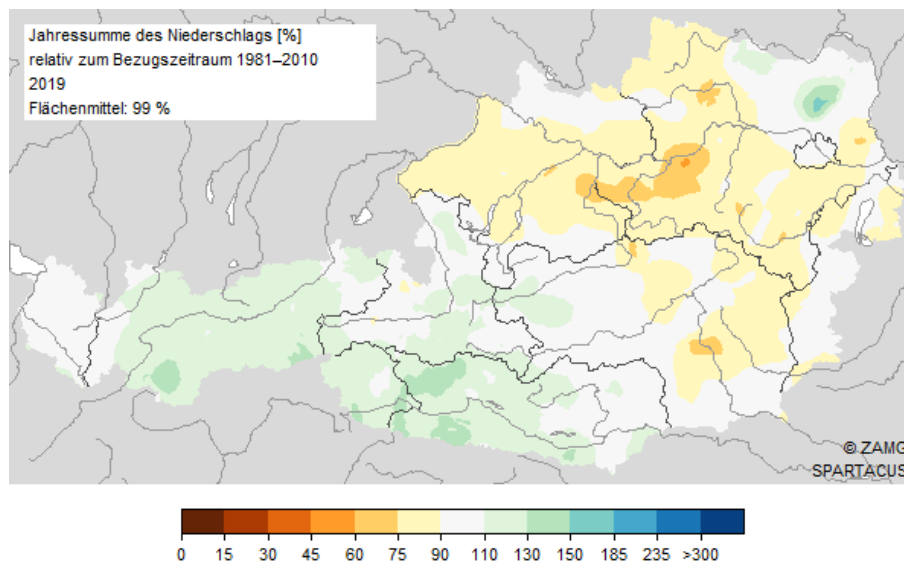 Jahressumme des Niederschlags [%]
relativ zum Bezugszeitraum 1981–2010
2019
Flächenmittel: 99 %
© ZAMG
SPARTACUS
0 15 30 45 60 75 90 110 130 150 185 235 >300